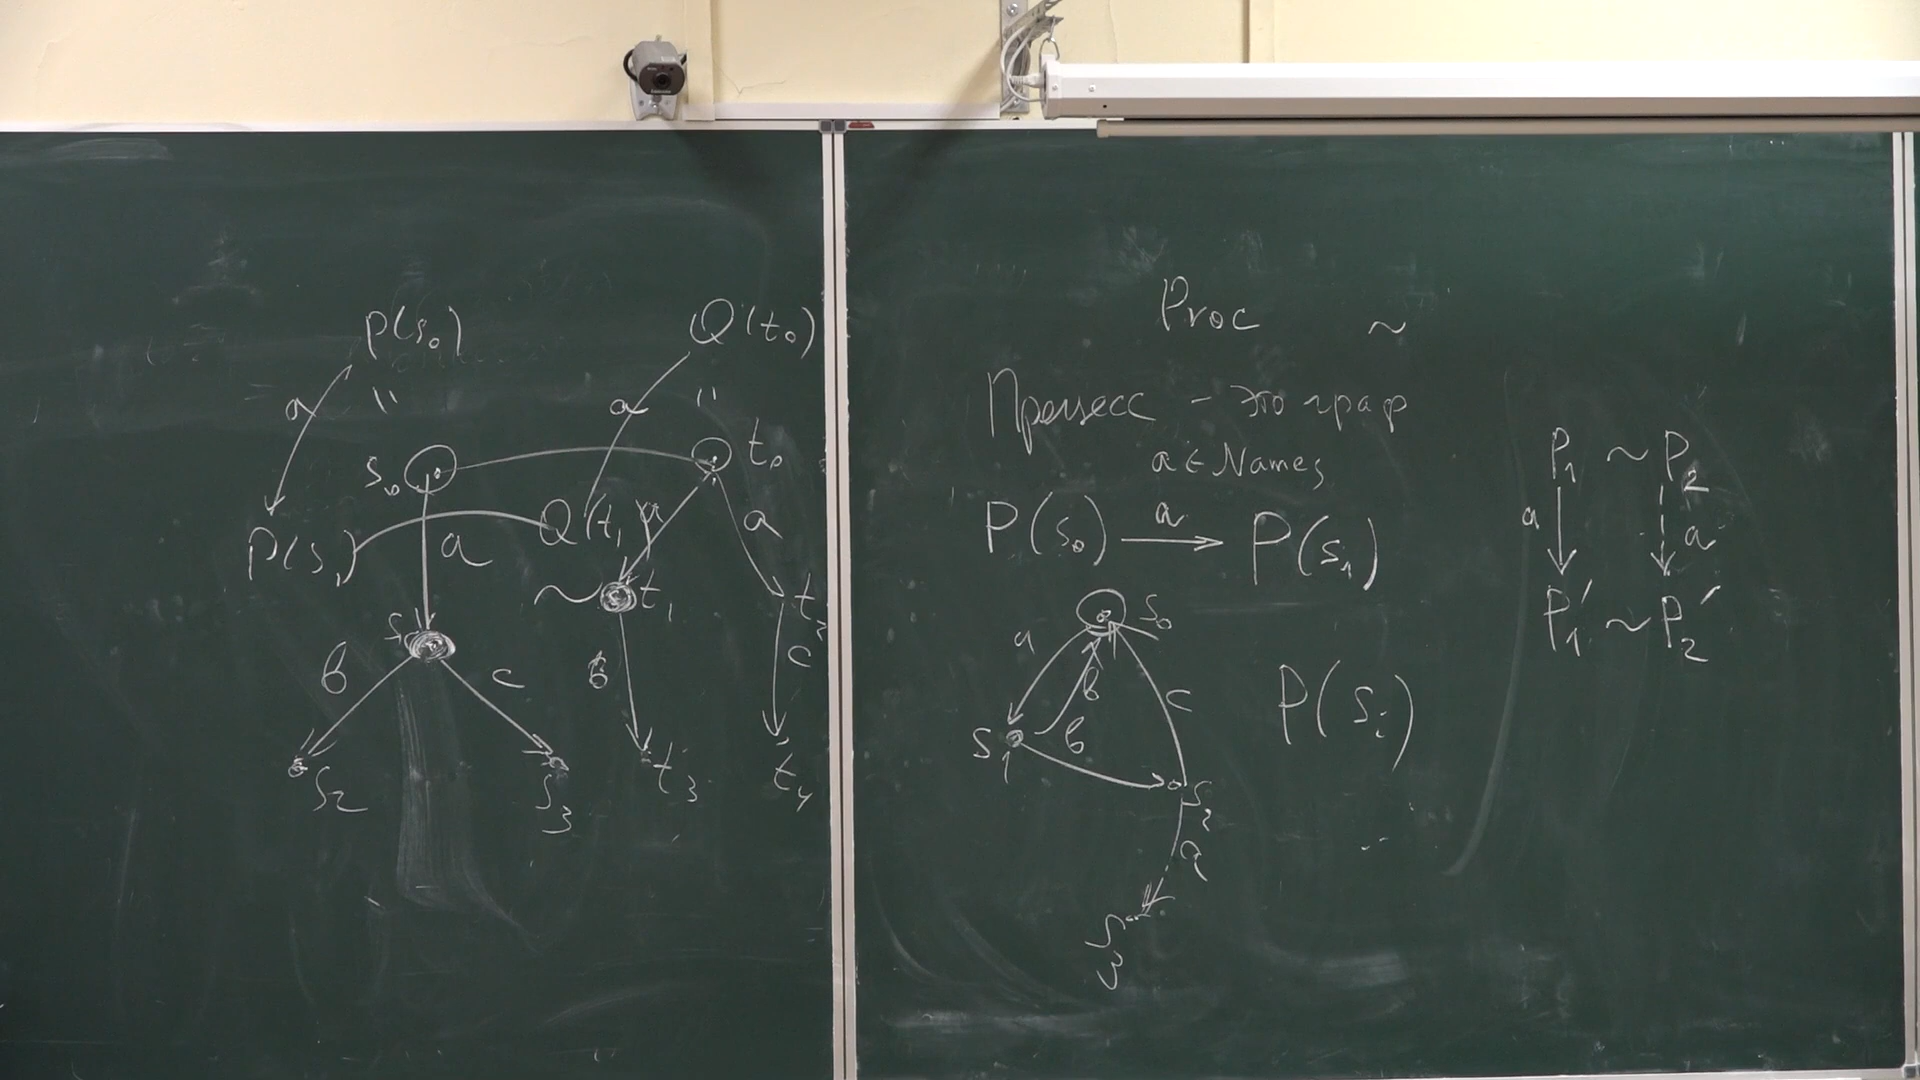 P(s₀) Q(t₀)
a " a "
s₀ t₀
P(s₁) a Q(t₁) a a
s₁ ~ t₁ t₂
b c b c
s₂ s₃ t₃ t₄
Proc ~
Процесс - это граф
a ∈ Names
P(s₀) a→ P(s₁)
s₀
a b c
s₁ b s₂
a
s₃
P(sᵢ)
P₁ ~ P₂
a a
P₁′ ~ P₂′